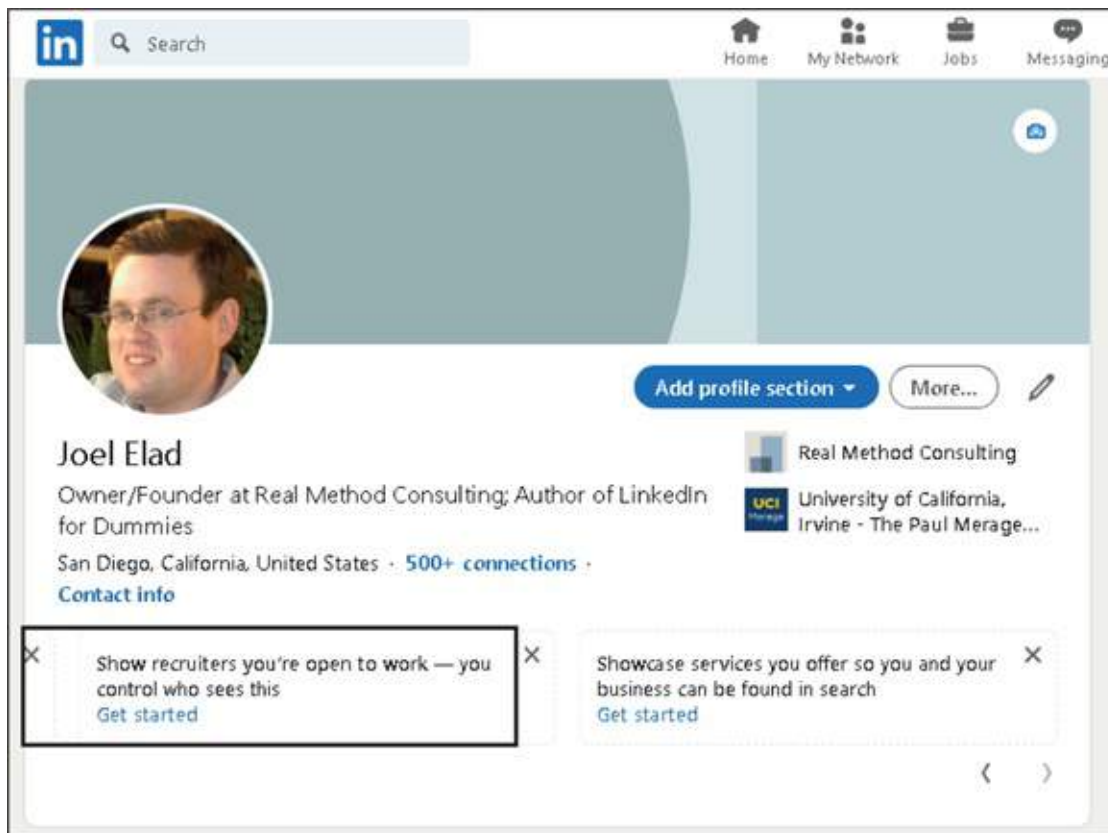 in
Search
Home
My Network
Jobs
Messaging
Add profile section
More...
Joel Elad
Real Method Consulting
Owner/Founder at Real Method Consulting; Author of LinkedIn
for Dummies
UCI
Merage
University of California,
Irvine - The Paul Merage...
San Diego, California, United States · 500+ connections ·
Contact info
Show recruiters you're open to work — you
control who sees this
Get started
Showcase services you offer so you and your
business can be found in search
Get started